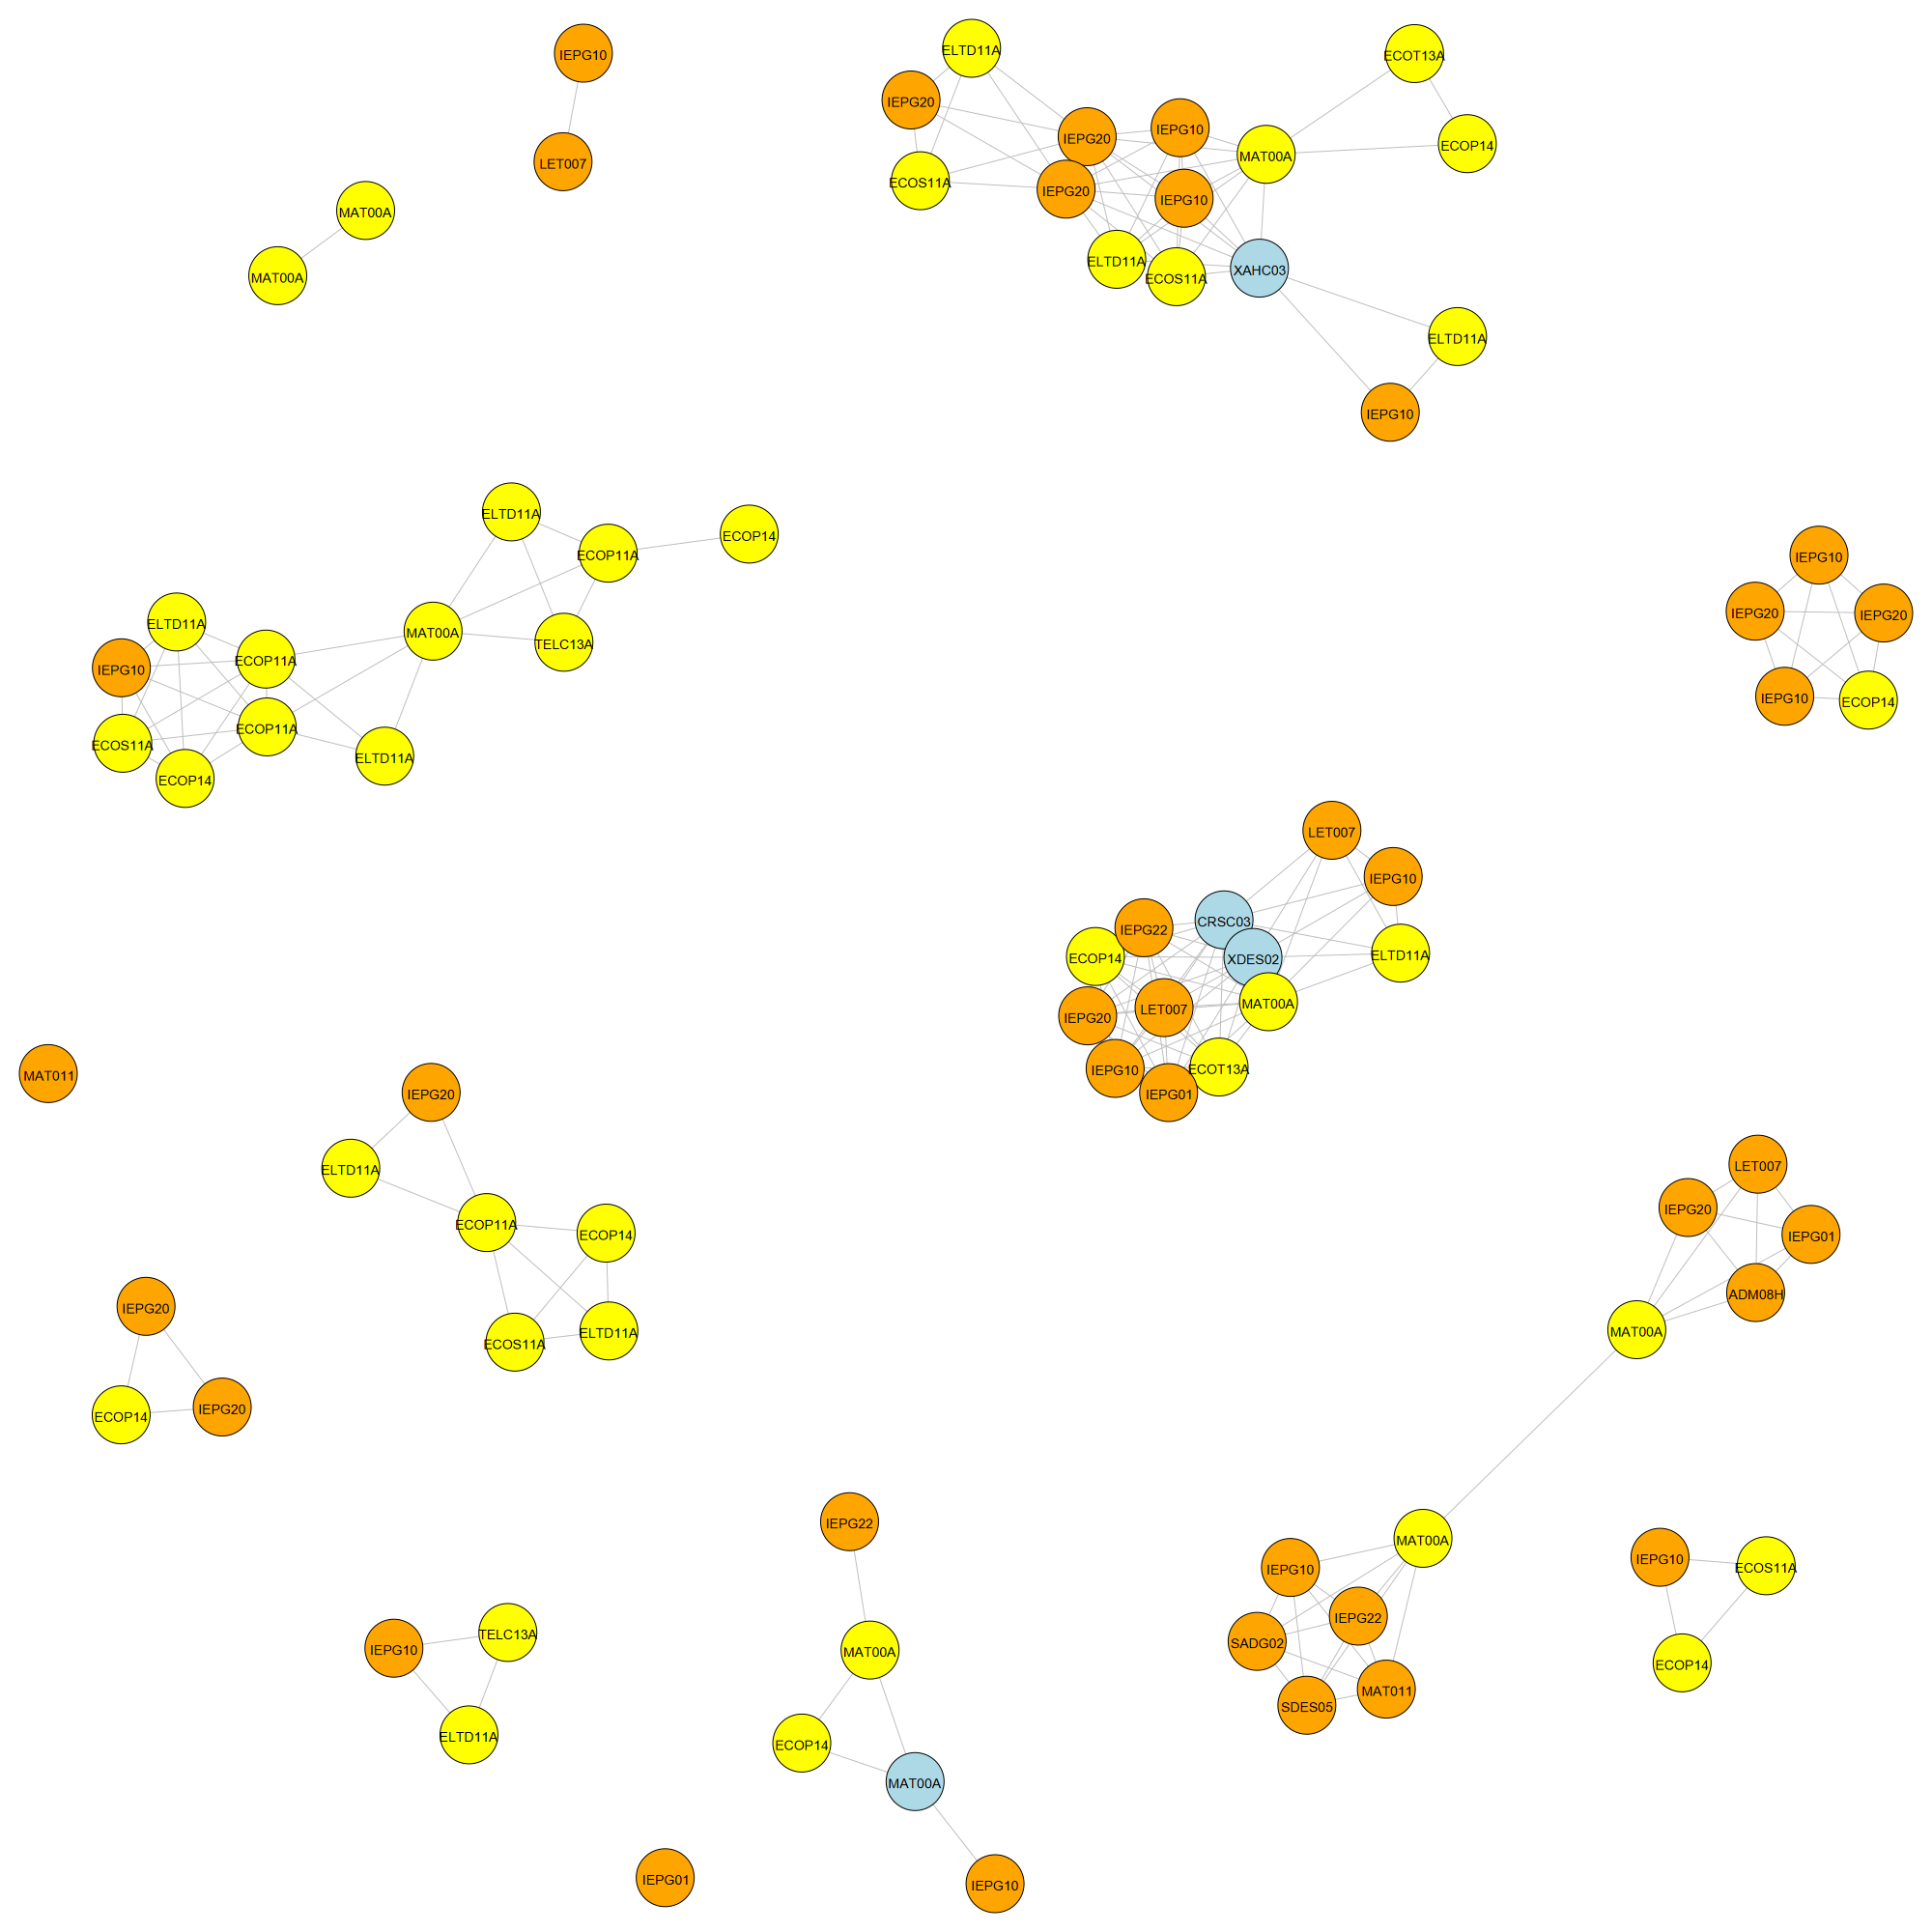 ELTD11A
IEPG10
ECOT13A
IEPG20
IEPG10
IEPG20
ECOP14
MAT00A
LET007
ECOS11A
IEPG20
IEPG10
MAT00A
ELTD11A
XAHC03
MAT00A
ECOS11A
ELTD11A
IEPG10
ELTD11A
ECOP14
ECOP11A
IEPG10
IEPG20
IEPG20
ELTD11A
MAT00A
TELC13A
ECOP11A
IEPG10
IEPG10
ECOP14
ECOP11A
ECOS11A
ELTD11A
ECOP14
LET007
IEPG10
CRSC03
IEPG22
ELTD11A
ECOP14
XDES02
MAT00A
LET007
IEPG20
ECOT13A
IEPG10
MAT011
IEPG01
IEPG20
LET007
ELTD11A
IEPG20
ECOP11A
ECOP14
IEPG01
ADM08H
IEPG20
MAT00A
ELTD11A
ECOS11A
IEPG20
ECOP14
IEPG22
MAT00A
IEPG10
ECOS11A
IEPG10
IEPG22
TELC13A
SADG02
IEPG10
MAT00A
ECOP14
MAT011
SDES05
ELTD11A
ECOP14
MAT00A
IEPG01
IEPG10